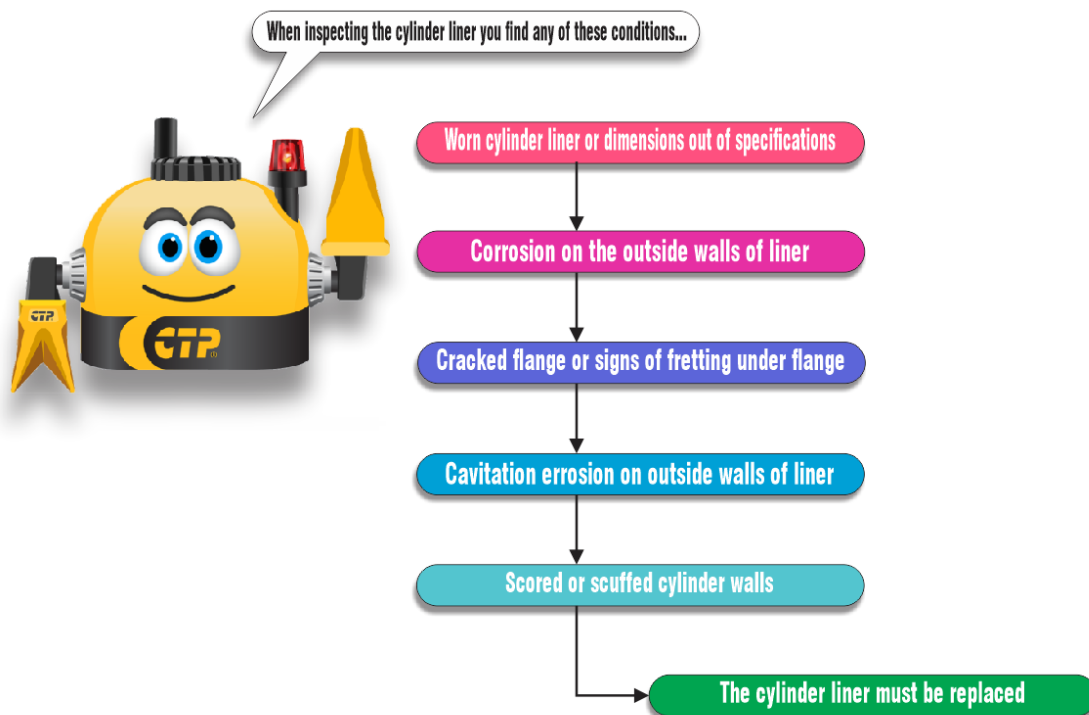 When inspecting the cylinder liner you find any of these conditions...
Worn cylinder liner or dimensions out of specifications
Corrosion on the outside walls of liner
CTP
CTP
Cracked flange or signs of fretting under flange
Cavitation errosion on outside walls of liner
Scored or scuffed cylinder walls
The cylinder liner must be replaced